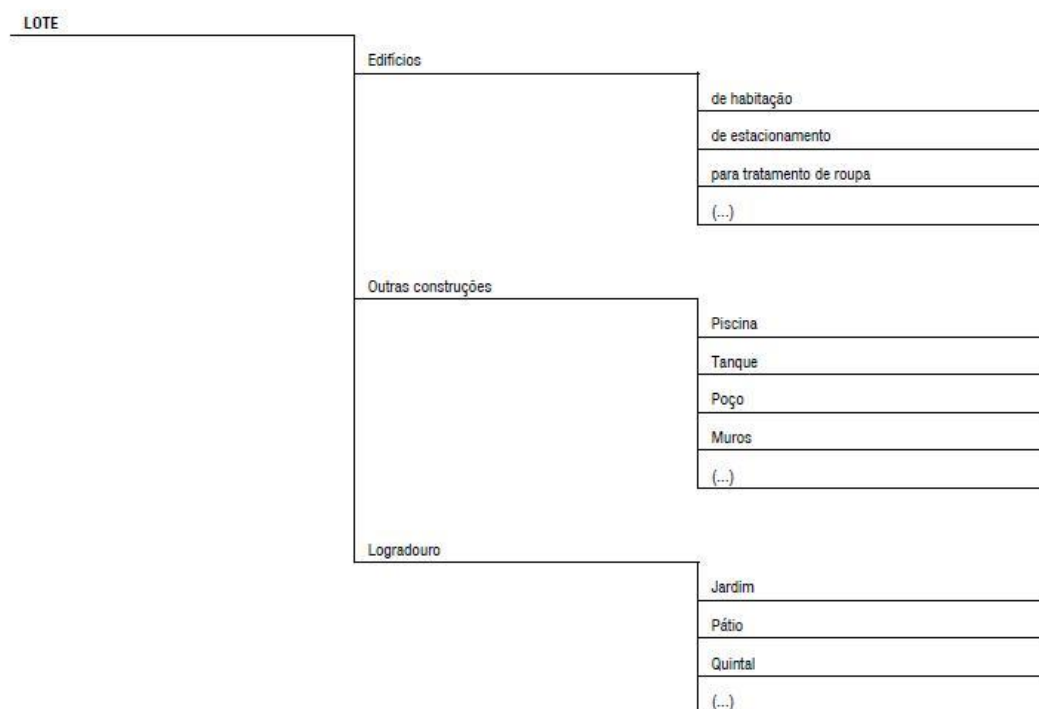 LOTE
Edifícios
de habitação
de estacionamento
para tratamento de roupa
(...)
Outras construções
Piscina
Tanque
Poço
Muros
(...)
Logradouro
Jardim
Pátio
Quintal
(...)